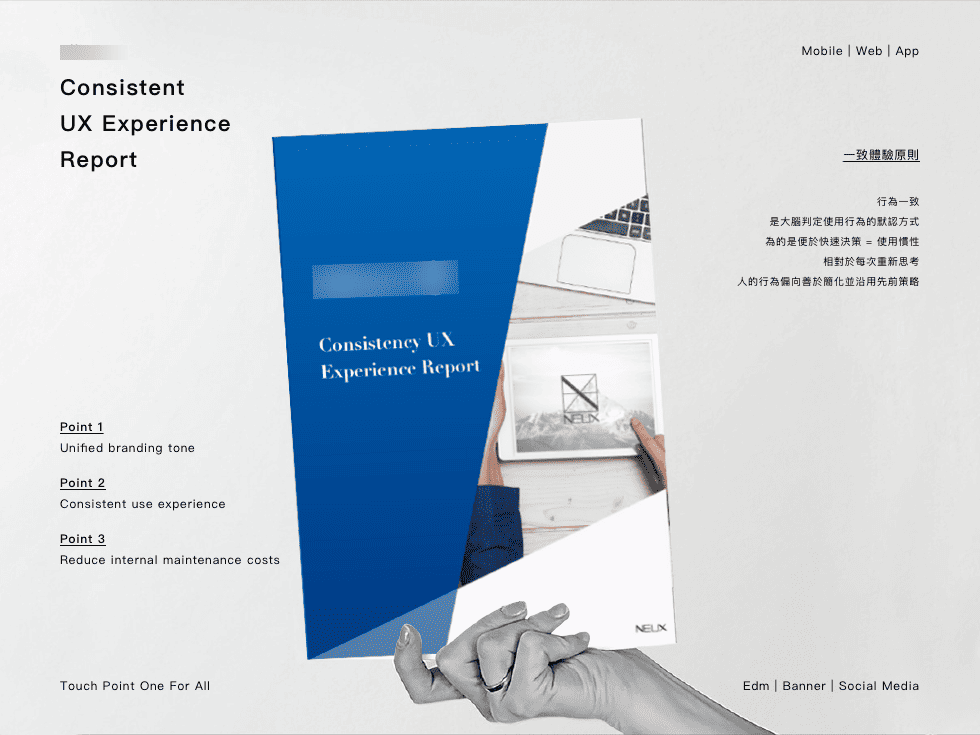 Consistent
UX Experience
Report
Mobile | Web | App
一致體驗原則
行為一致
是大腦判定使用行為的默認方式
為的是便於快速決策 = 使用慣性
相對於每次重新思考
人的行為偏向善於簡化並沿用先前策略
Consistency UX
Experience Report
NEUX
NEUX
Point 1
Unified branding tone
Point 2
Consistent use experience
Point 3
Reduce internal maintenance costs
Touch Point One For All
Edm | Banner | Social Media